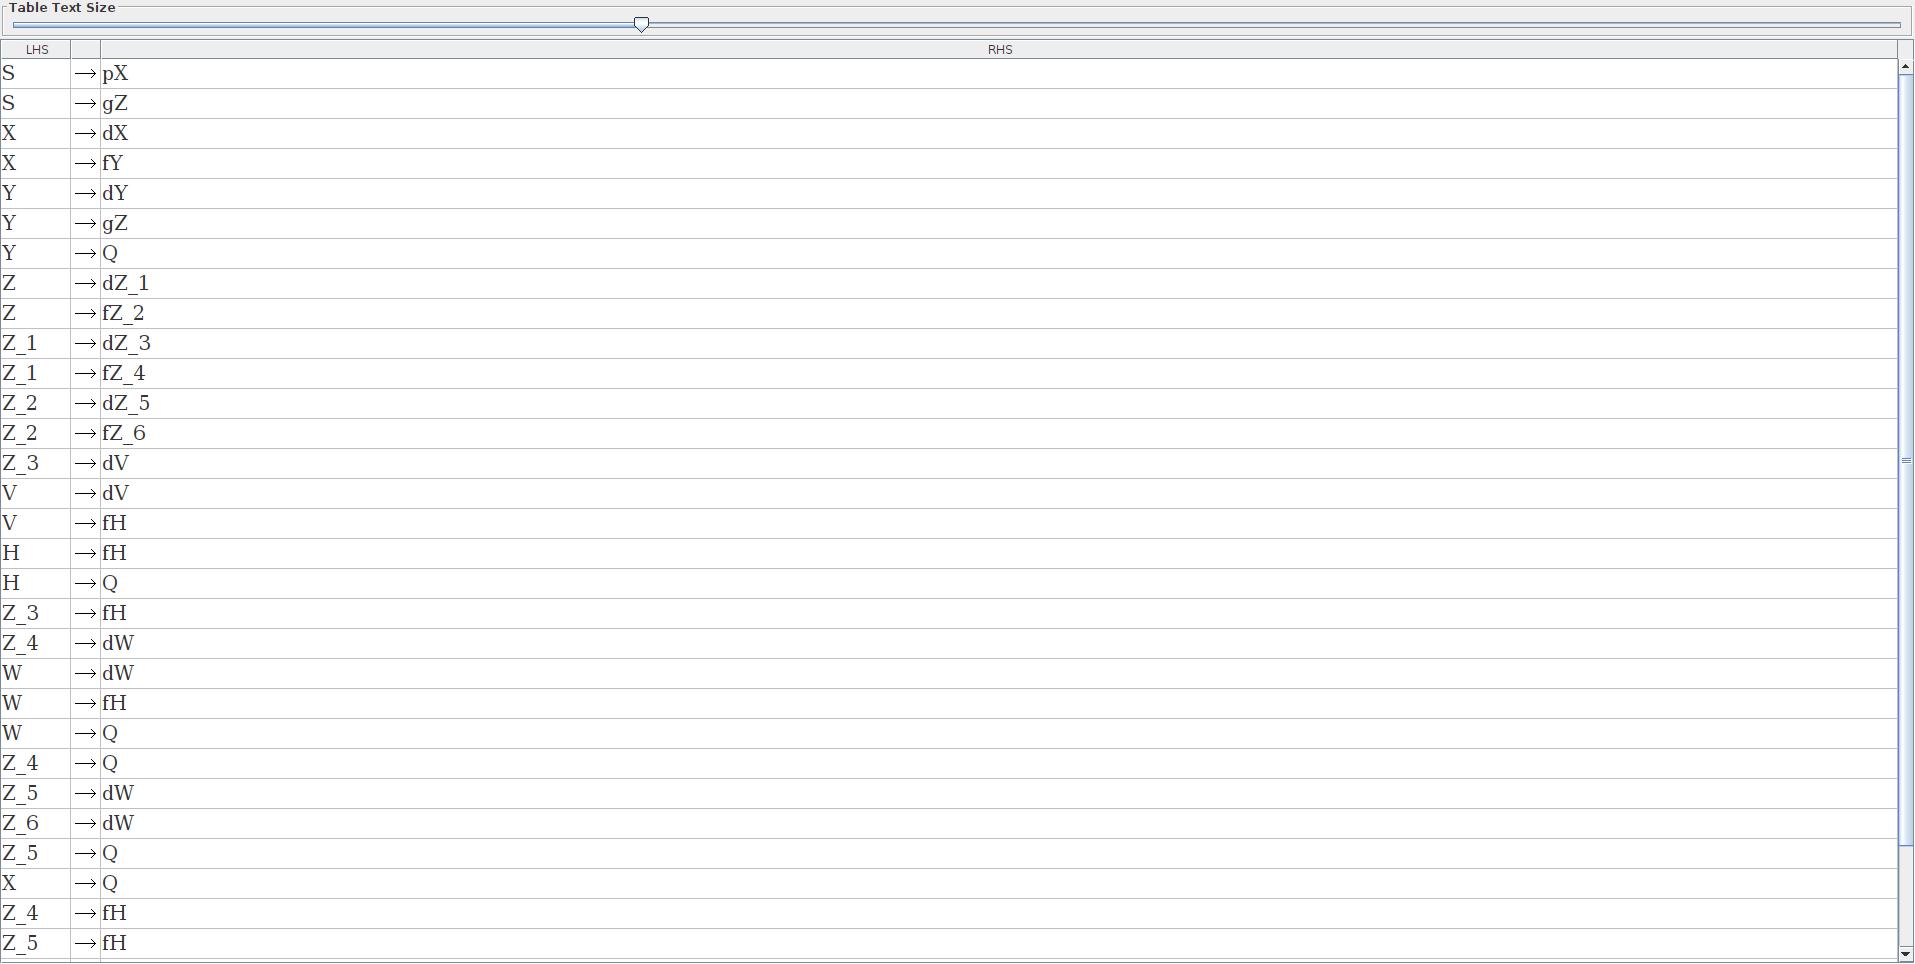 Table Text Size
LHS RHS
S → pX
S → gZ
X → dX
X → fY
Y → dY
Y → gZ
Y → Q
Z → dZ_1
Z → fZ_2
Z_1 → dZ_3
Z_1 → fZ_4
Z_2 → dZ_5
Z_2 → fZ_6
Z_3 → dV
V → dV
V → fH
H → fH
H → Q
Z_3 → fH
Z_4 → dW
W → dW
W → fH
W → Q
Z_4 → Q
Z_5 → dW
Z_6 → dW
Z_5 → Q
X → Q
Z_4 → fH
Z_5 → fH